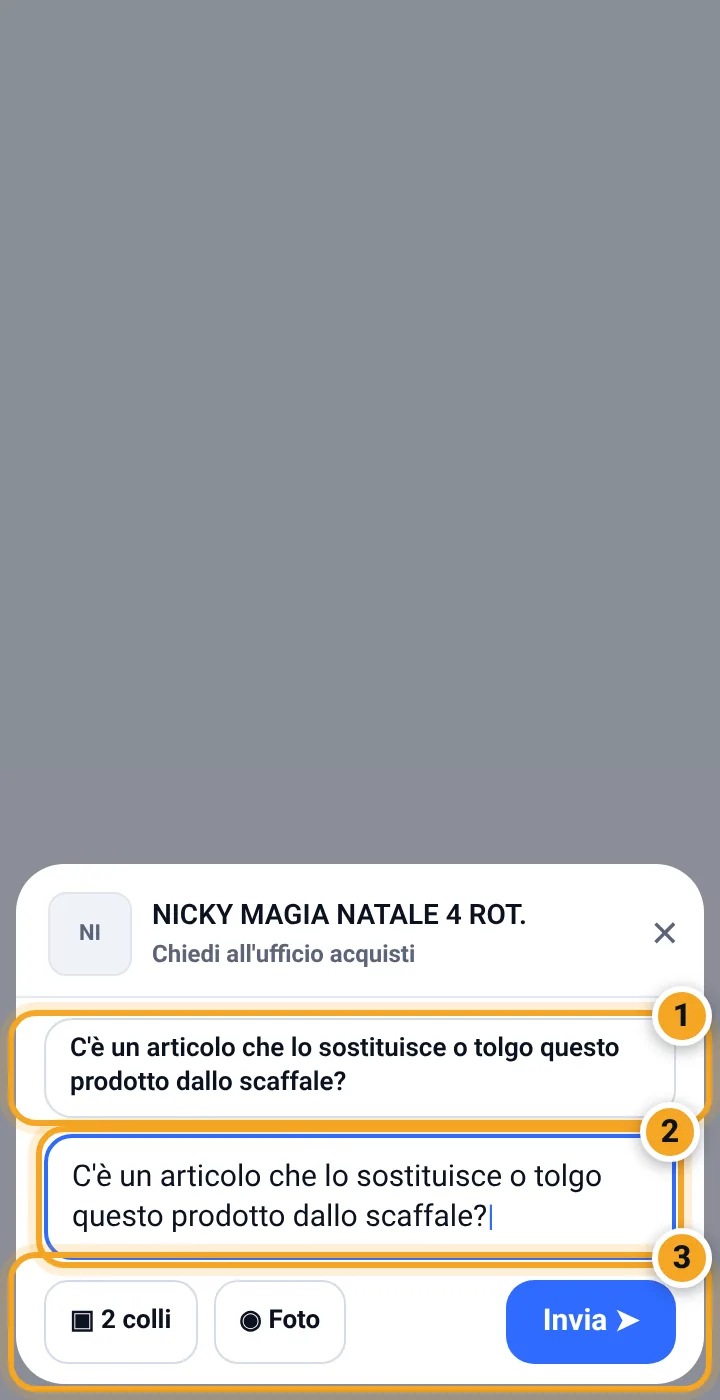 NI
NICKY MAGIA NATALE 4 ROT.
Chiedi all'ufficio acquisti
✕
1
C'è un articolo che lo sostituisce o tolgo questo
prodotto dallo scaffale?
2
C'è un articolo che lo sostituisce o tolgo
questo prodotto dallo scaffale?
3
▣ 2 colli
◉ Foto
Invia ➤